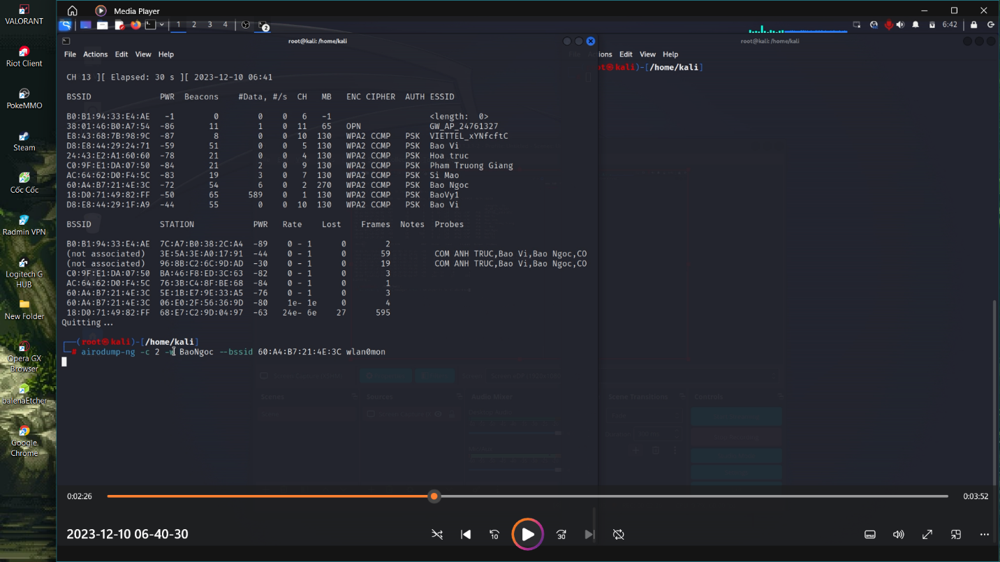 VALORANT
Riot Client
PokeMMO
Steam
Cốc Cốc
Radmin VPN
Logitech G
HUB
New Folder
Opera GX
Browser
balenaEtcher
Google
Chrome
Media Player
1 2 3 4 2 6:42
root@kali: /home/kali
File Actions Edit View Help
CH 13 ][ Elapsed: 30 s ][ 2023-12-10 06:41
BSSID PWR Beacons #Data, #/s CH MB ENC CIPHER AUTH ESSID
B0:B1:94:33:E4:AE -1 0 0 0 6 -1 <length: 0>
38:01:46:B0:A7:54 -86 11 1 0 11 65 OPN GW_AP_24761327
E8:43:68:7B:98:9C -87 8 0 0 10 130 WPA2 CCMP PSK VIETTEL_xYNfcftC
D8:E8:44:29:24:71 -59 51 0 0 5 130 WPA2 CCMP PSK Bao Vi
24:43:E2:A1:60:60 -78 21 0 0 4 130 WPA2 CCMP PSK Hoa truc
C0:9F:E1:DA:07:50 -84 21 2 0 9 130 WPA2 CCMP PSK Pham Truong Giang
AC:64:62:D0:F4:5C -83 19 3 0 7 130 WPA2 CCMP PSK Si Mao
60:A4:B7:21:4E:3C -72 54 6 0 2 270 WPA2 CCMP PSK Bao Ngoc
18:D0:71:49:82:FF -50 65 589 0 1 130 WPA2 CCMP PSK BaoVy1
D8:E8:44:29:1F:A9 -44 55 0 0 10 130 WPA2 CCMP PSK Bao Vi
BSSID STATION PWR Rate Lost Frames Notes Probes
B0:B1:94:33:E4:AE 7C:A7:B0:38:2C:A4 -89 0 - 1 0 2
(not associated) 3E:5A:3E:A0:17:91 -44 0 - 1 0 59 COM ANH TRUC,Bao Vi,Bao Ngoc,CO
(not associated) 96:8B:C2:6C:9D:AD -30 0 - 1 0 19 COM ANH TRUC,Bao Vi,Bao Ngoc,CO
C0:9F:E1:DA:07:50 BA:46:F8:ED:3C:63 -82 0 - 1 0 3
AC:64:62:D0:F4:5C 76:3B:C4:8F:BE:68 -84 0 - 1 0 1
60:A4:B7:21:4E:3C 5E:1B:E7:9E:33:A5 -76 0 - 1 0 3
60:A4:B7:21:4E:3C 06:E0:2F:56:36:9D -80 1e- 1e 0 4
18:D0:71:49:82:FF 68:E7:C2:9D:04:97 -63 24e- 6e 27 595
Quitting ...
(root@kali)-[/home/kali]
# airodump-ng -c 2 -w BaoNgoc --bssid 60:A4:B7:21:4E:3C wlan0mon
root@kali: /home/kali
File ions Edit View Help
t@kali)-[/home/kali]
Scenes Sources Audio Mixer Scene Transitions Controls
0:02:26 0:03:52
2023-12-10 06-40-30
10 30